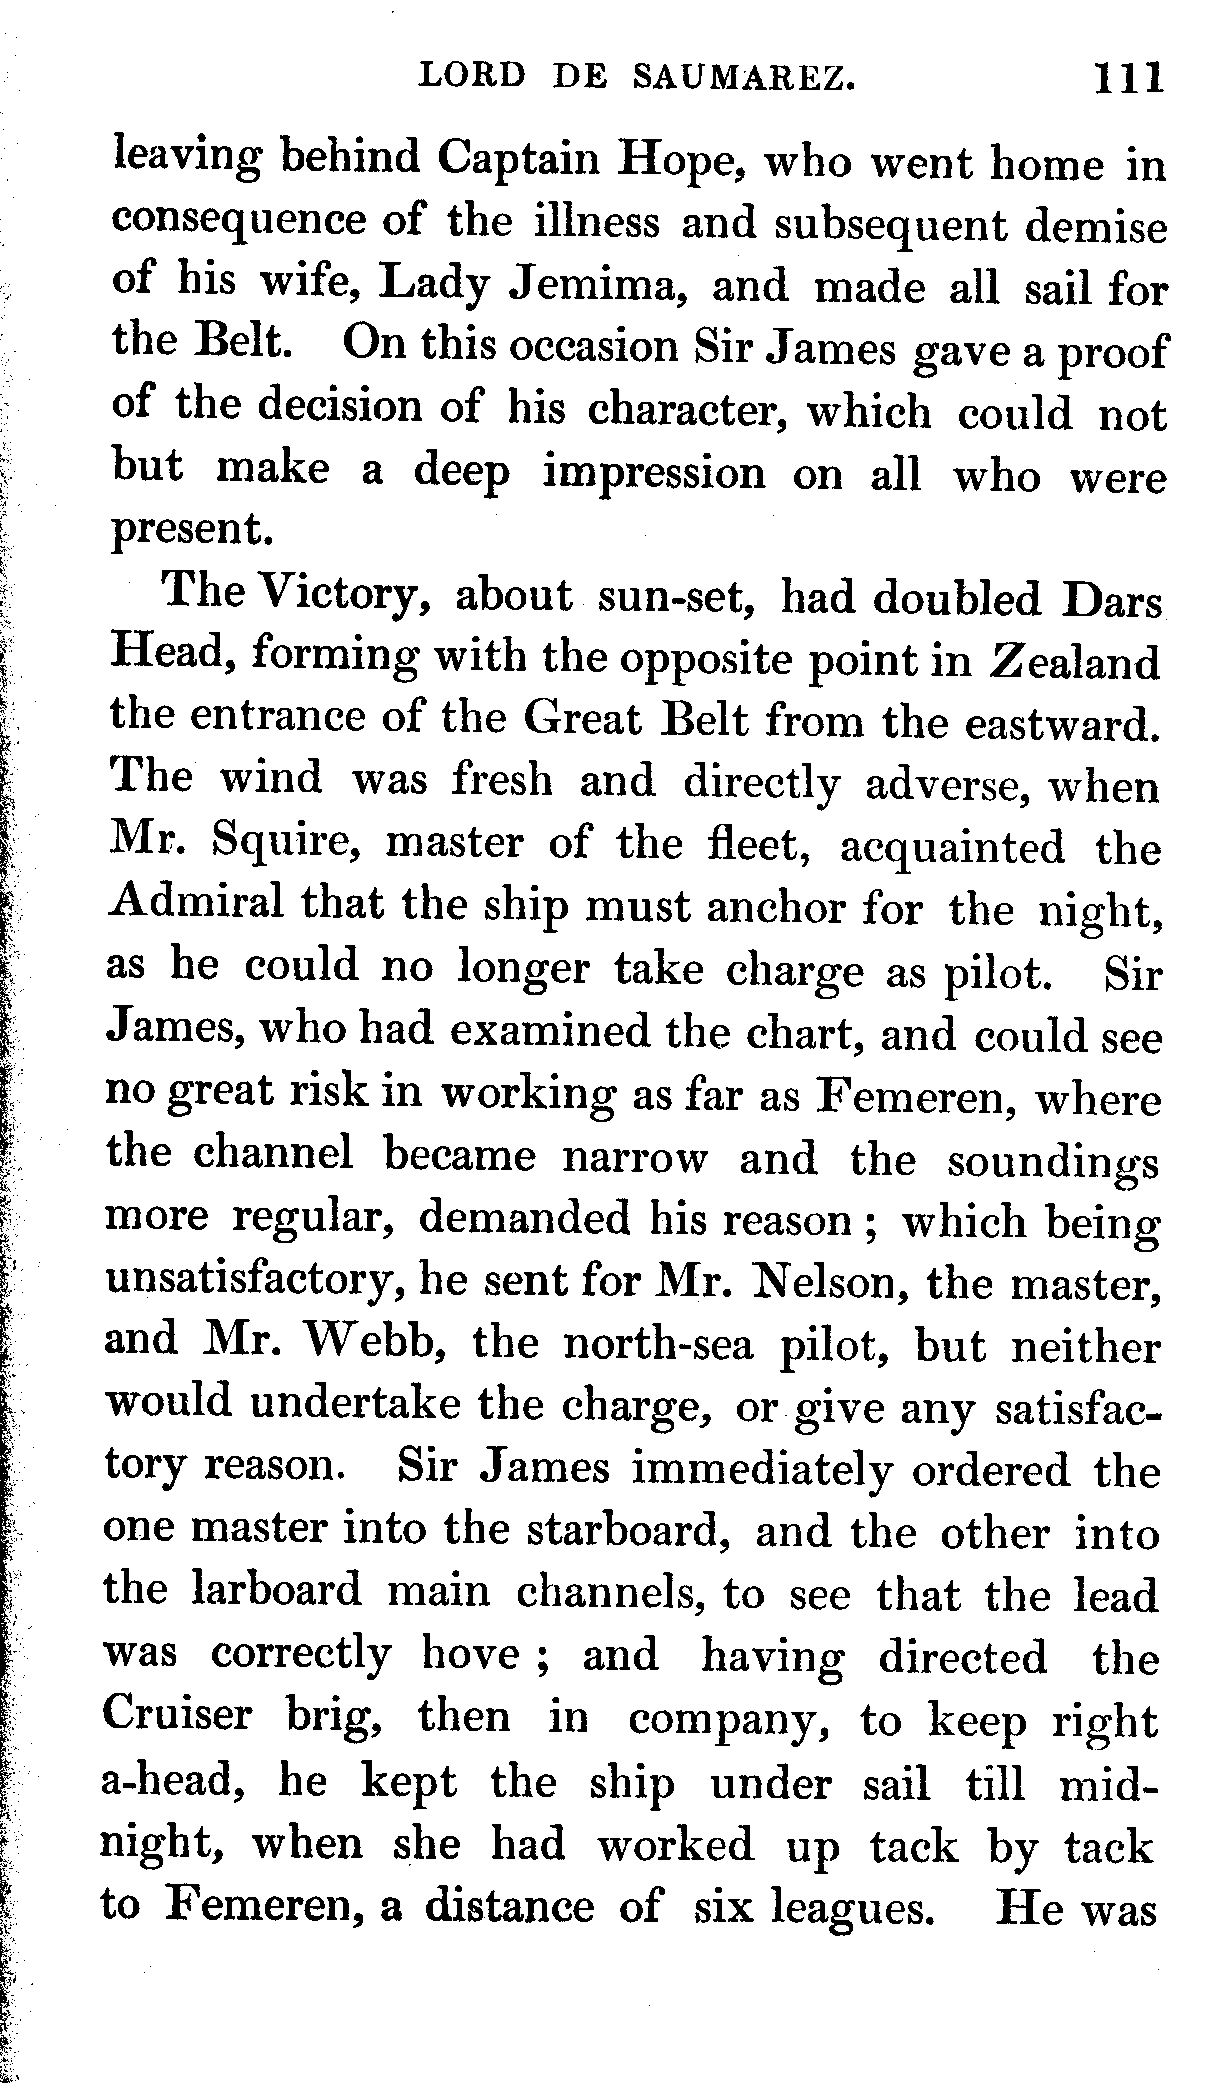 LORD DE SAUMAREZ. 111
leaving behind Captain Hope, who went home in
consequence of the illness and subsequent demise
of his wife, Lady Jemima, and made all sail for
the Belt. On this occasion Sir James gave a proof
of the decision of his character, which could not
but make a deep impression on all who were
present.
The Victory, about sun-set, had doubled Dars
Head, forming with the opposite point in Zealand
the entrance of the Great Belt from the eastward.
The wind was fresh and directly adverse, when
Mr. Squire, master of the fleet, acquainted the
Admiral that the ship must anchor for the night,
as he could no longer take charge as pilot. Sir
James, who had examined the chart, and could see
no great risk in working as far as Femeren, where
the channel became narrow and the soundings
more regular, demanded his reason ; which being
unsatisfactory, he sent for Mr. Nelson, the master,
and Mr. Webb, the north-sea pilot, but neither
would undertake the charge, or give any satisfac-
tory reason. Sir James immediately ordered the
one master into the starboard, and the other into
the larboard main channels, to see that the lead
was correctly hove ; and having directed the
Cruiser brig, then in company, to keep right
a-head, he kept the ship under sail till mid-
night, when she had worked up tack by tack
to Femeren, a distance of six leagues. He was